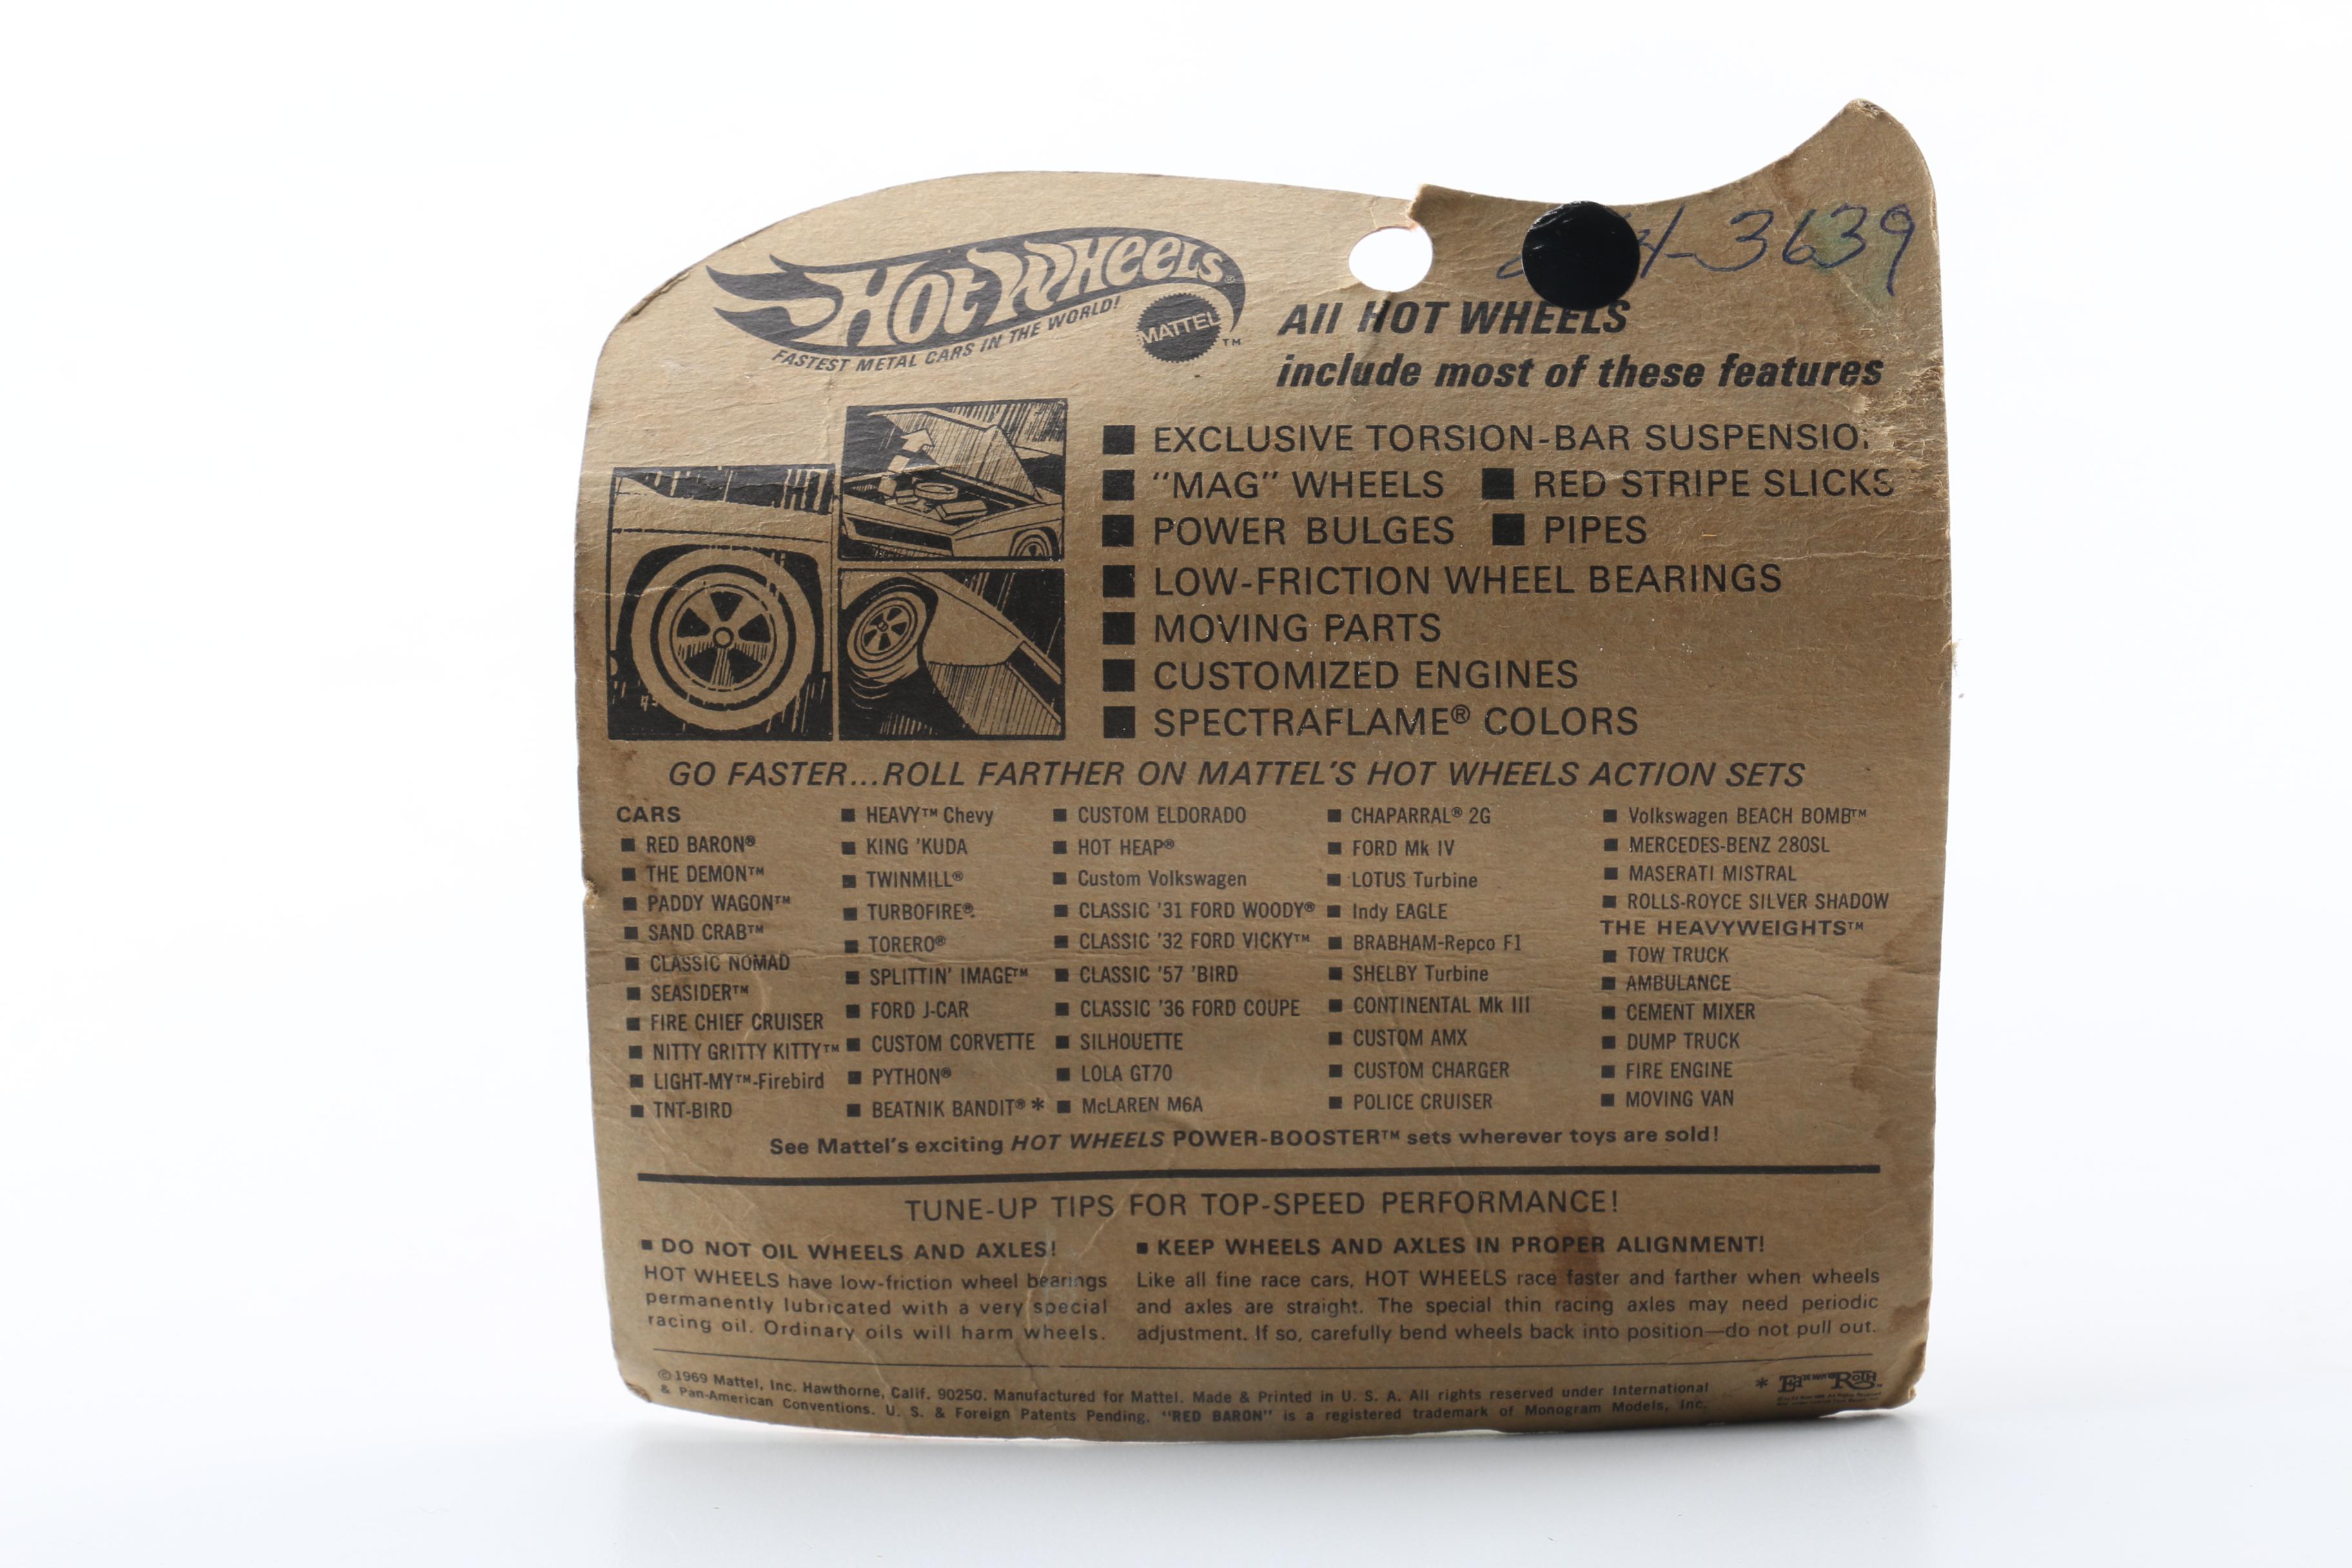 HOT WHEELS®
FASTEST METAL CARS IN THE WORLD!
MATTEL™
4-3639
All HOT WHEELS
include most of these features
■ EXCLUSIVE TORSION-BAR SUSPENSIO
■ "MAG" WHEELS ■ RED STRIPE SLICKS
■ POWER BULGES ■ PIPES
■ LOW-FRICTION WHEEL BEARINGS
■ MOVING PARTS
■ CUSTOMIZED ENGINES
■ SPECTRAFLAME® COLORS
GO FASTER...ROLL FARTHER ON MATTEL'S HOT WHEELS ACTION SETS
CARS
■ RED BARON®
■ THE DEMON™
■ PADDY WAGON™
■ SAND CRAB™
■ CLASSIC NOMAD
■ SEASIDER™
■ FIRE CHIEF CRUISER
■ NITTY GRITTY KITTY™
■ LIGHT-MY™-Firebird
■ TNT-BIRD
■ HEAVY™ Chevy
■ KING 'KUDA
■ TWINMILL®
■ TURBOFIRE®
■ TORERO®
■ SPLITTIN' IMAGE™
■ FORD J-CAR
■ CUSTOM CORVETTE
■ PYTHON®
■ BEATNIK BANDIT® *
■ CUSTOM ELDORADO
■ HOT HEAP®
■ Custom Volkswagen
■ CLASSIC '31 FORD WOODY®
■ CLASSIC '32 FORD VICKY™
■ CLASSIC '57 'BIRD
■ CLASSIC '36 FORD COUPE
■ SILHOUETTE
■ LOLA GT70
■ McLAREN M6A
■ CHAPARRAL® 2G
■ FORD Mk IV
■ LOTUS Turbine
■ Indy EAGLE
■ BRABHAM-Repco F1
■ SHELBY Turbine
■ CONTINENTAL Mk III
■ CUSTOM AMX
■ CUSTOM CHARGER
■ POLICE CRUISER
■ Volkswagen BEACH BOMB™
■ MERCEDES-BENZ 280SL
■ MASERATI MISTRAL
■ ROLLS-ROYCE SILVER SHADOW
THE HEAVYWEIGHTS™
■ TOW TRUCK
■ AMBULANCE
■ CEMENT MIXER
■ DUMP TRUCK
■ FIRE ENGINE
■ MOVING VAN
See Mattel's exciting HOT WHEELS POWER-BOOSTER™ sets wherever toys are sold!
TUNE-UP TIPS FOR TOP-SPEED PERFORMANCE!
■ DO NOT OIL WHEELS AND AXLES!
HOT WHEELS have low-friction wheel bearings
permanently lubricated with a very special
racing oil. Ordinary oils will harm wheels.
■ KEEP WHEELS AND AXLES IN PROPER ALIGNMENT!
Like all fine race cars, HOT WHEELS race faster and farther when wheels
and axles are straight. The special thin racing axles may need periodic
adjustment. If so, carefully bend wheels back into position—do not pull out.
©1969 Mattel, Inc. Hawthorne, Calif. 90250. Manufactured for Mattel. Made & Printed in U. S. A. All rights reserved under International
& Pan-American Conventions. U. S. & Foreign Patents Pending. "RED BARON" is a registered trademark of Monogram Models, Inc.
* Ed Roth